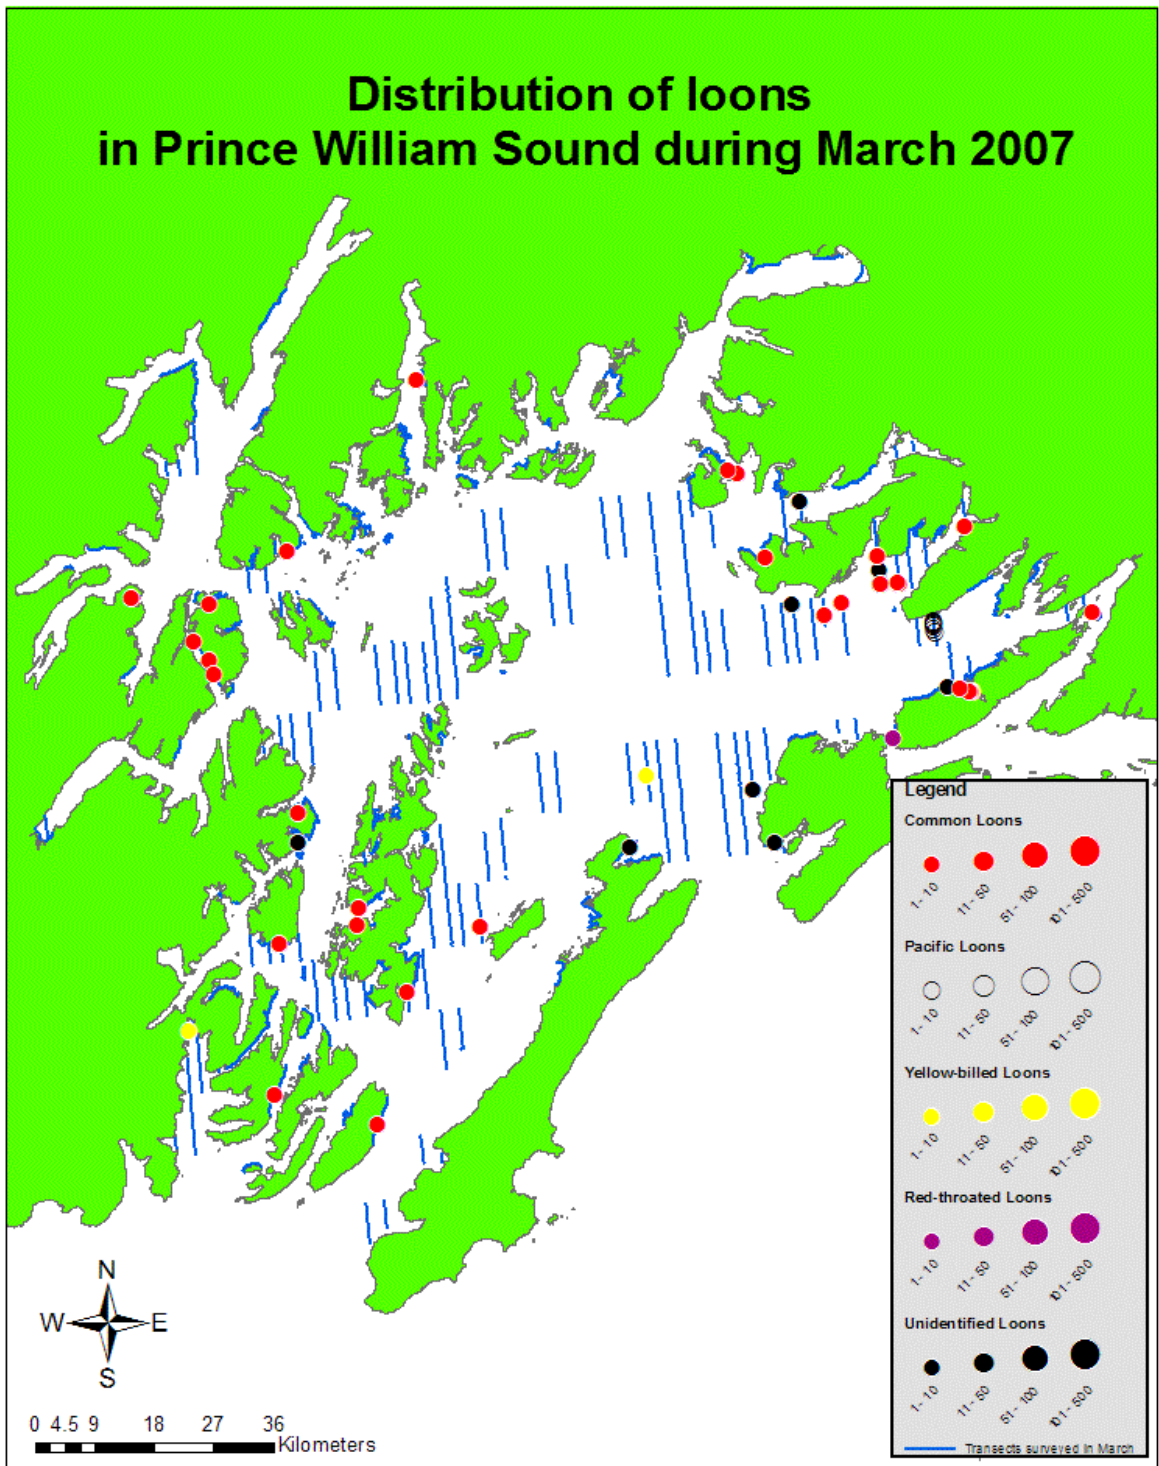 Distribution of loons
in Prince William Sound during March 2007
Legend
Common Loons
1 - 10 11 - 50 51 - 100 101 - 500
Pacific Loons
1 - 10 11 - 50 51 - 100 101 - 500
Yellow-billed Loons
1 - 10 11 - 50 51 - 100 101 - 500
Red-throated Loons
1 - 10 11 - 50 51 - 100 101 - 500
Unidentified Loons
1 - 10 11 - 50 51 - 100 101 - 500
Transects surveyed in March
N
W E
S
0 4.5 9 18 27 36
Kilometers